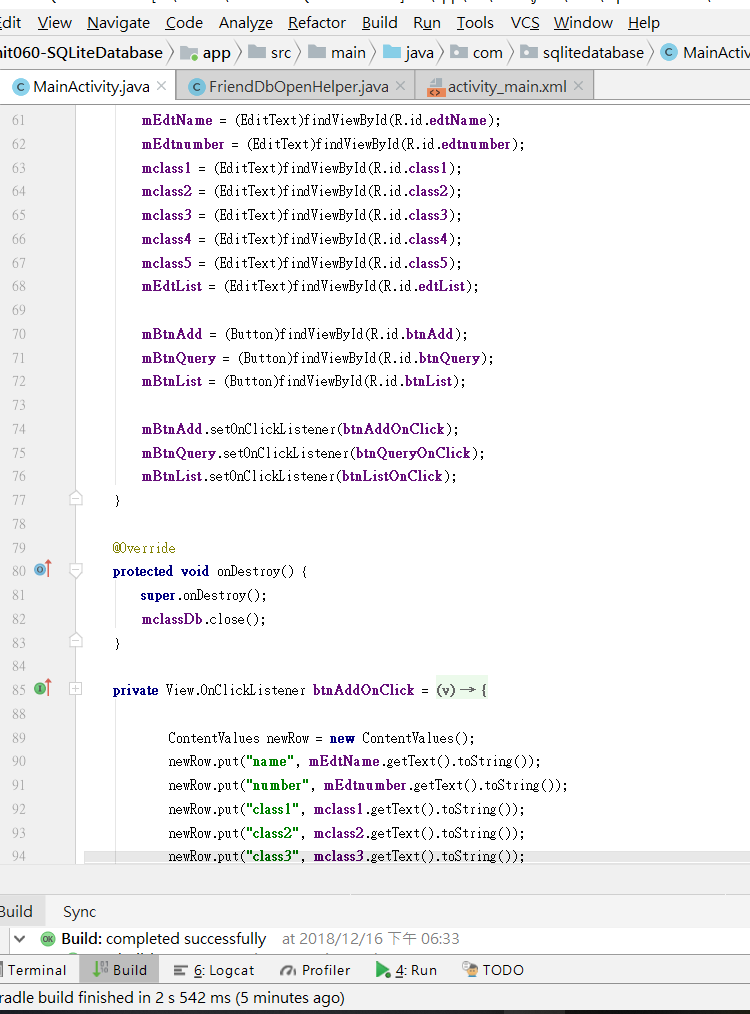 View Navigate Code Analyze Refactor Build Run Tools VCS Window Help
SQLiteDatabase app src main java com sqlitedatabase
MainActivity.java FriendDbOpenHelper.java activity_main.xml
61 mEdtName = (EditText)findViewById(R.id.edtName);
62 mEdtnumber = (EditText)findViewById(R.id.edtnumber);
63 mclass1 = (EditText)findViewById(R.id.class1);
64 mclass2 = (EditText)findViewById(R.id.class2);
65 mclass3 = (EditText)findViewById(R.id.class3);
66 mclass4 = (EditText)findViewById(R.id.class4);
67 mclass5 = (EditText)findViewById(R.id.class5);
68 mEdtList = (EditText)findViewById(R.id.edtList);
69
70 mBtnAdd = (Button)findViewById(R.id.btnAdd);
71 mBtnQuery = (Button)findViewById(R.id.btnQuery);
72 mBtnList = (Button)findViewById(R.id.btnList);
73
74 mBtnAdd.setOnClickListener(btnAddOnClick);
75 mBtnQuery.setOnClickListener(btnQueryOnClick);
76 mBtnList.setOnClickListener(btnListOnClick);
77 }
78
79 @Override
80 protected void onDestroy() {
81 super.onDestroy();
82 mclassDb.close();
83 }
84
85 private View.OnClickListener btnAddOnClick = (v) → {
88
89 ContentValues newRow = new ContentValues();
90 newRow.put("name", mEdtName.getText().toString());
91 newRow.put("number", mEdtnumber.getText().toString());
92 newRow.put("class1", mclass1.getText().toString());
93 newRow.put("class2", mclass2.getText().toString());
94 newRow.put("class3", mclass3.getText().toString());
Build Sync
OK Build: completed successfully at 2018/12/16 下午 06:33
Terminal Build 6: Logcat Profiler 4: Run TODO
radle build finished in 2 s 542 ms (5 minutes ago)